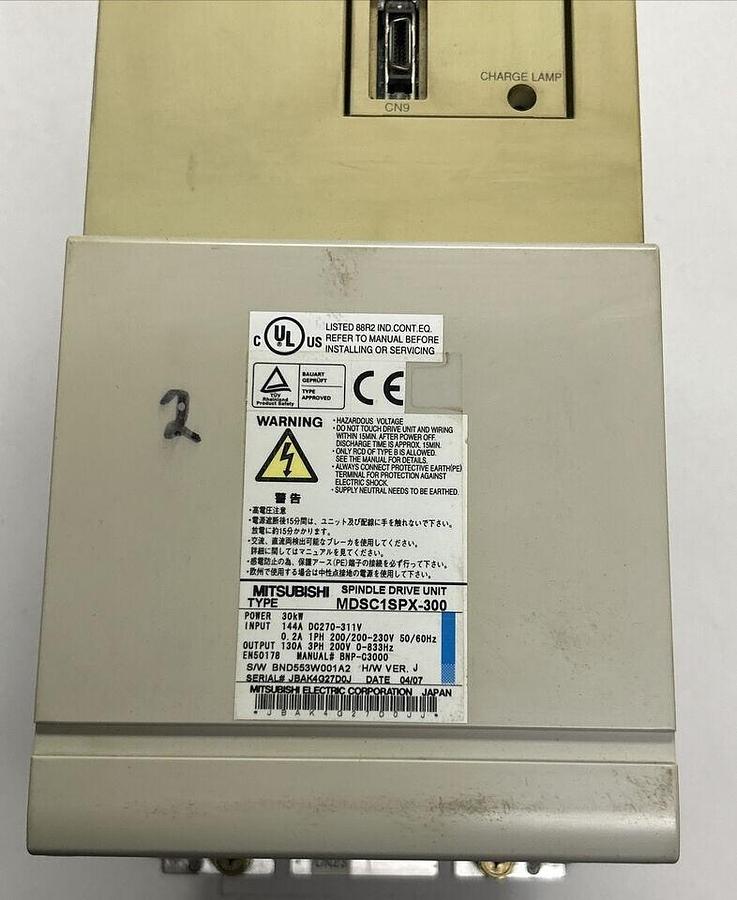 CHARGE LAMP
CN9
2
C UL US
LISTED 88R2 IND.CONT.EQ.
REFER TO MANUAL BEFORE
INSTALLING OR SERVICING
TÜV
Rheinland
Product Safety
BAUART
GEPRÜFT
TYPE
APPROVED
CE
WARNING
・HAZARDOUS VOLTAGE
・DO NOT TOUCH DRIVE UNIT AND WIRING
WITHIN 15MIN. AFTER POWER OFF.
DISCHARGE TIME IS APPROX. 15MIN.
・ONLY RCD OF TYPE B IS ALLOWED.
SEE THE MANUAL FOR DETAILS.
・ALWAYS CONNECT PROTECTIVE EARTH(PE)
TERMINAL FOR PROTECTION AGAINST
ELECTRIC SHOCK.
・SUPPLY NEUTRAL NEEDS TO BE EARTHED.
警告
・高電圧注意
・電源遮断後15分間は、ユニット及び配線に手を触れないで下さい。
放電に約15分かかります。
・交流、直流両検出可能なブレーカを使用してください。
詳細に関してはマニュアルを見てください。
・感電防止の為、保護アース(PE)端子の接続を必ず行って下さい。
・欧州で使用する場合は中性点接地の電源を使用して下さい。
MITSUBISHI SPINDLE DRIVE UNIT
TYPE MDSC1SPX-300
POWER 30kW
INPUT 144A DC270-311V
0.2A 1PH 200/200-230V 50/60Hz
OUTPUT 130A 3PH 200V 0-833Hz
EN50178 MANUAL# BNP-C3000
S/W BND553W001A2 H/W VER. J
SERIAL# JBAK4G27D0J DATE 04/07
MITSUBISHI ELECTRIC CORPORATION JAPAN
*JBAK4G27D0JJ*